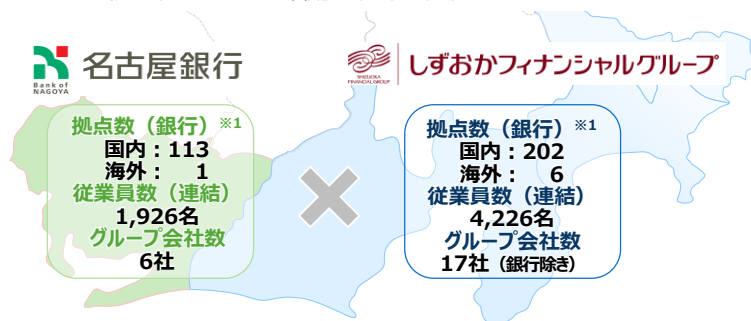 名古屋銀行
Bank of
NAGOYA
SHIZUOKA
FINANCIAL GROUP
しずおかフィナンシャルグループ
拠点数（銀行）※1
国内：113
海外： 1
従業員数（連結）
1,926名
グループ会社数
6社
拠点数（銀行）※1
国内：202
海外： 6
従業員数（連結）
4,226名
グループ会社数
17社（銀行除き）